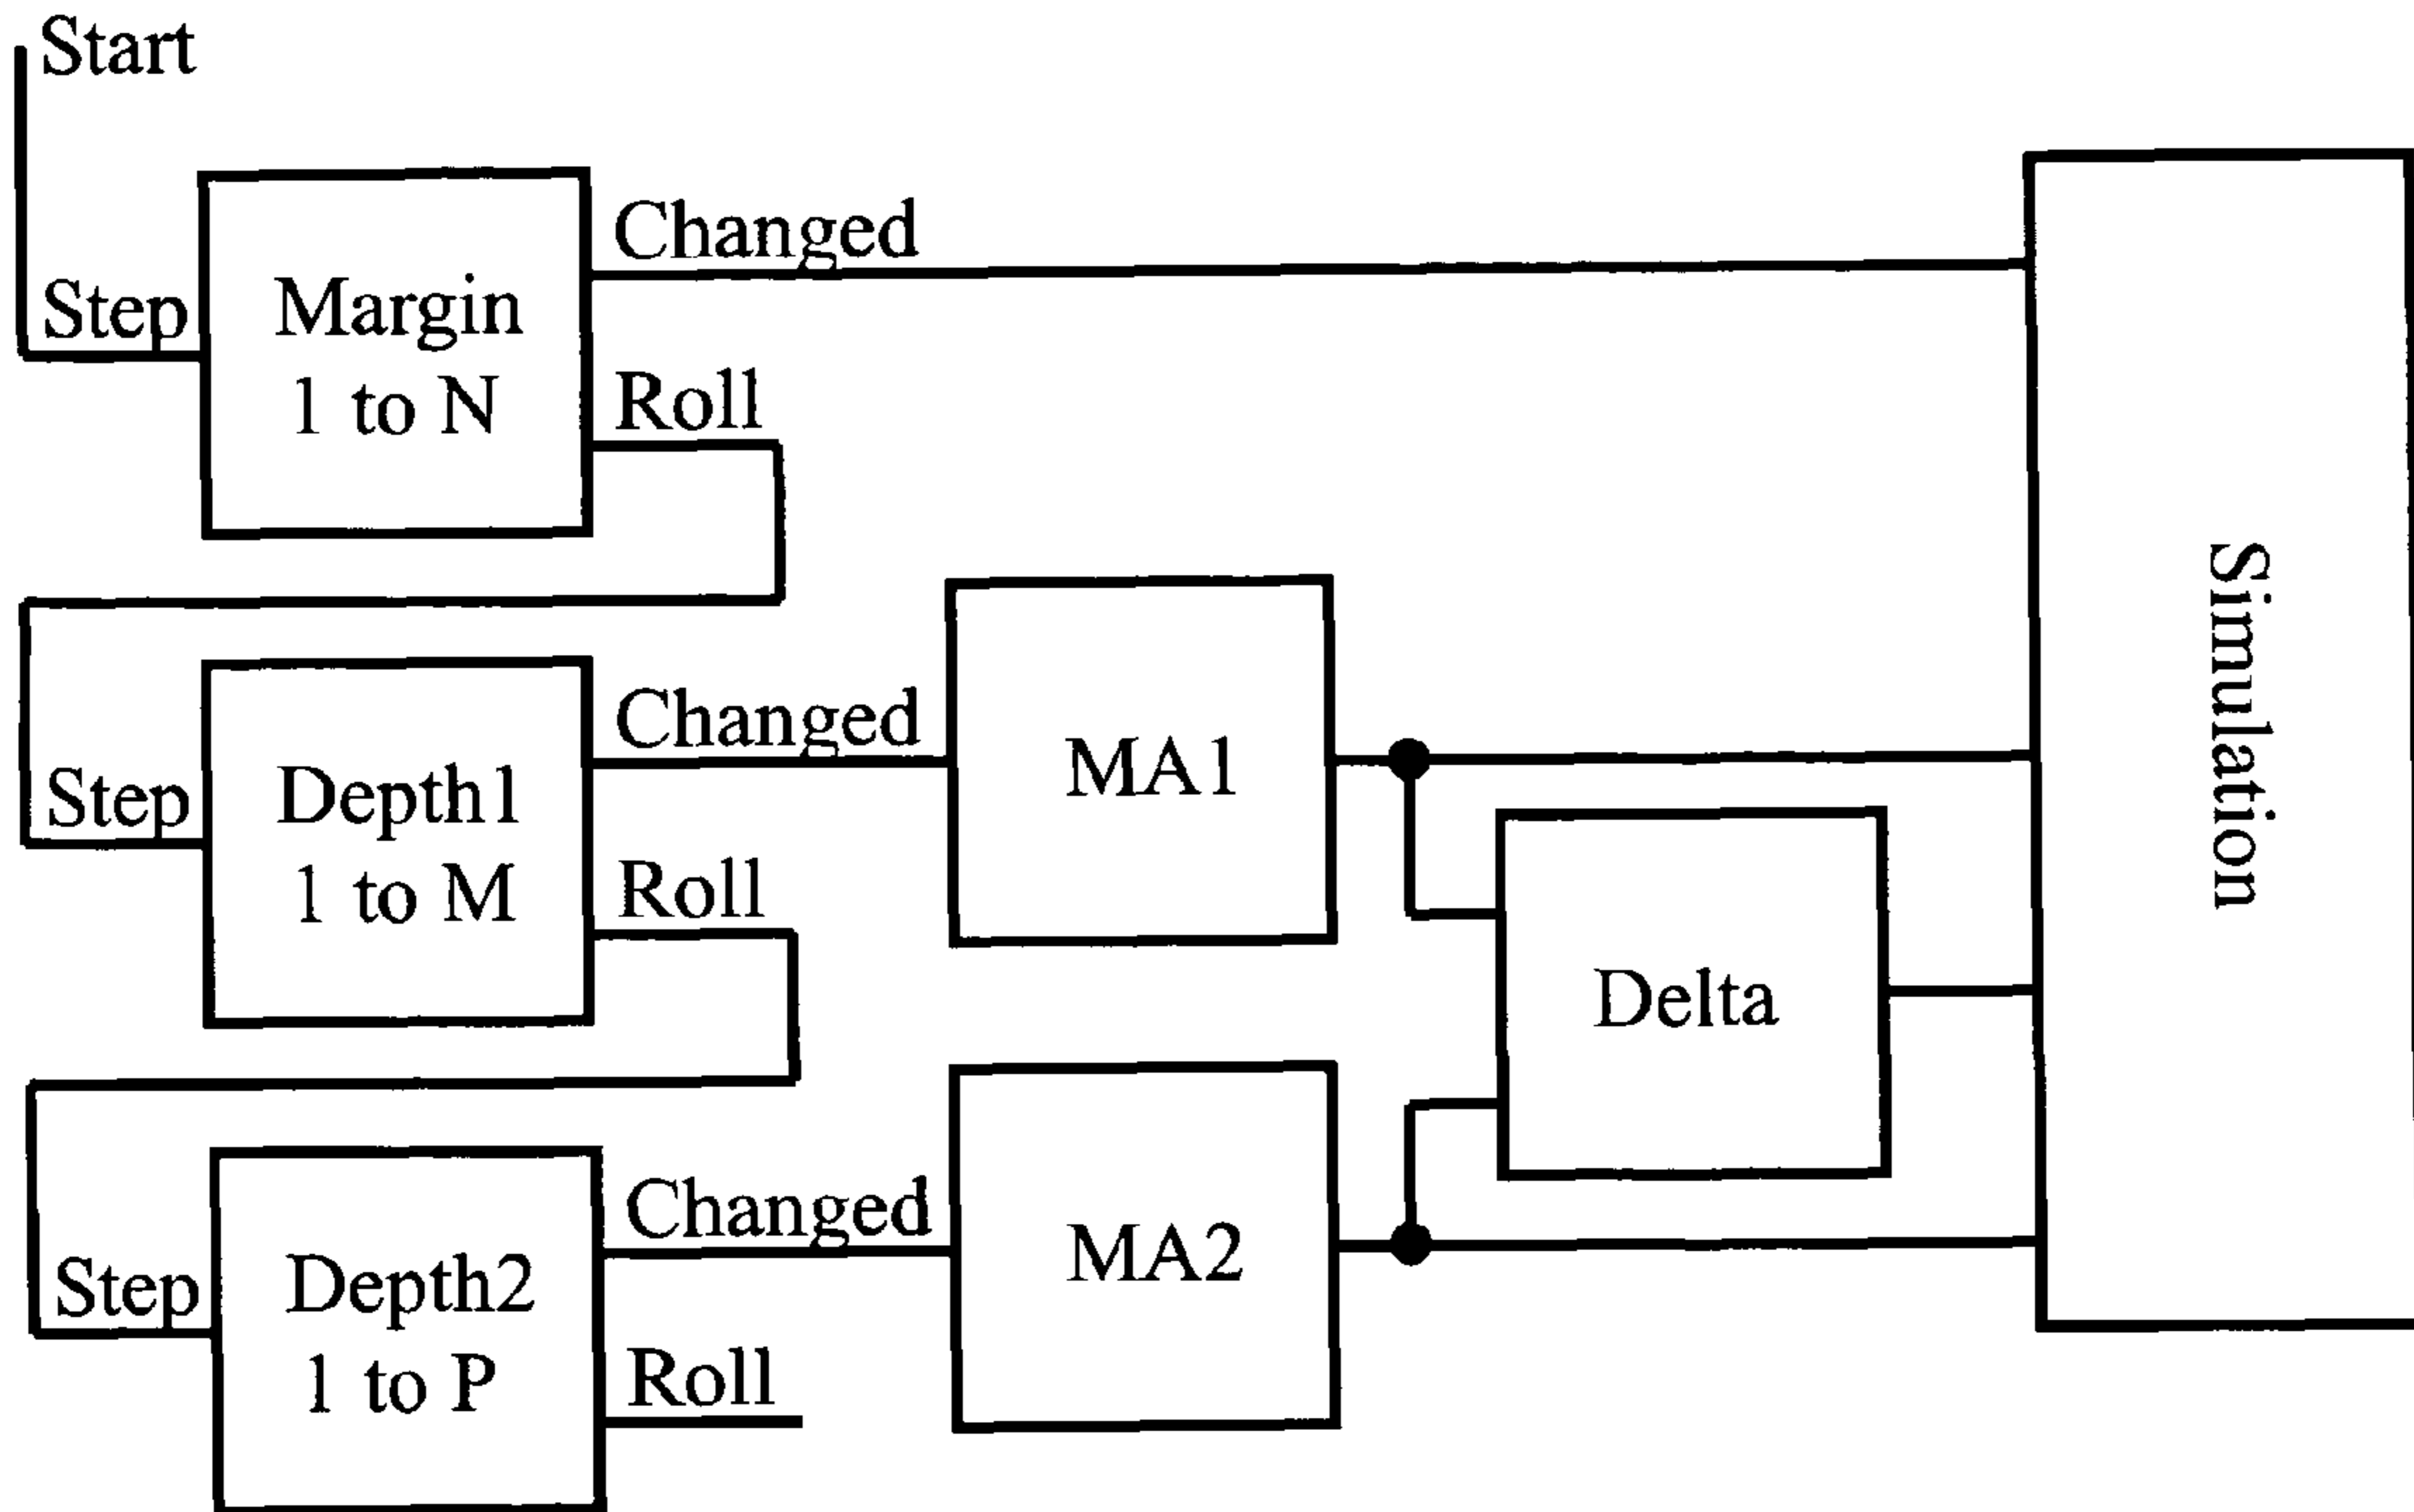 Start
Changed
Step
Margin
1 to N
Roll
Changed
Step
Depth1
1 to M
Roll
MA1
Delta
Simulation
Changed
Step
Depth2
1 to P
Roll
MA2